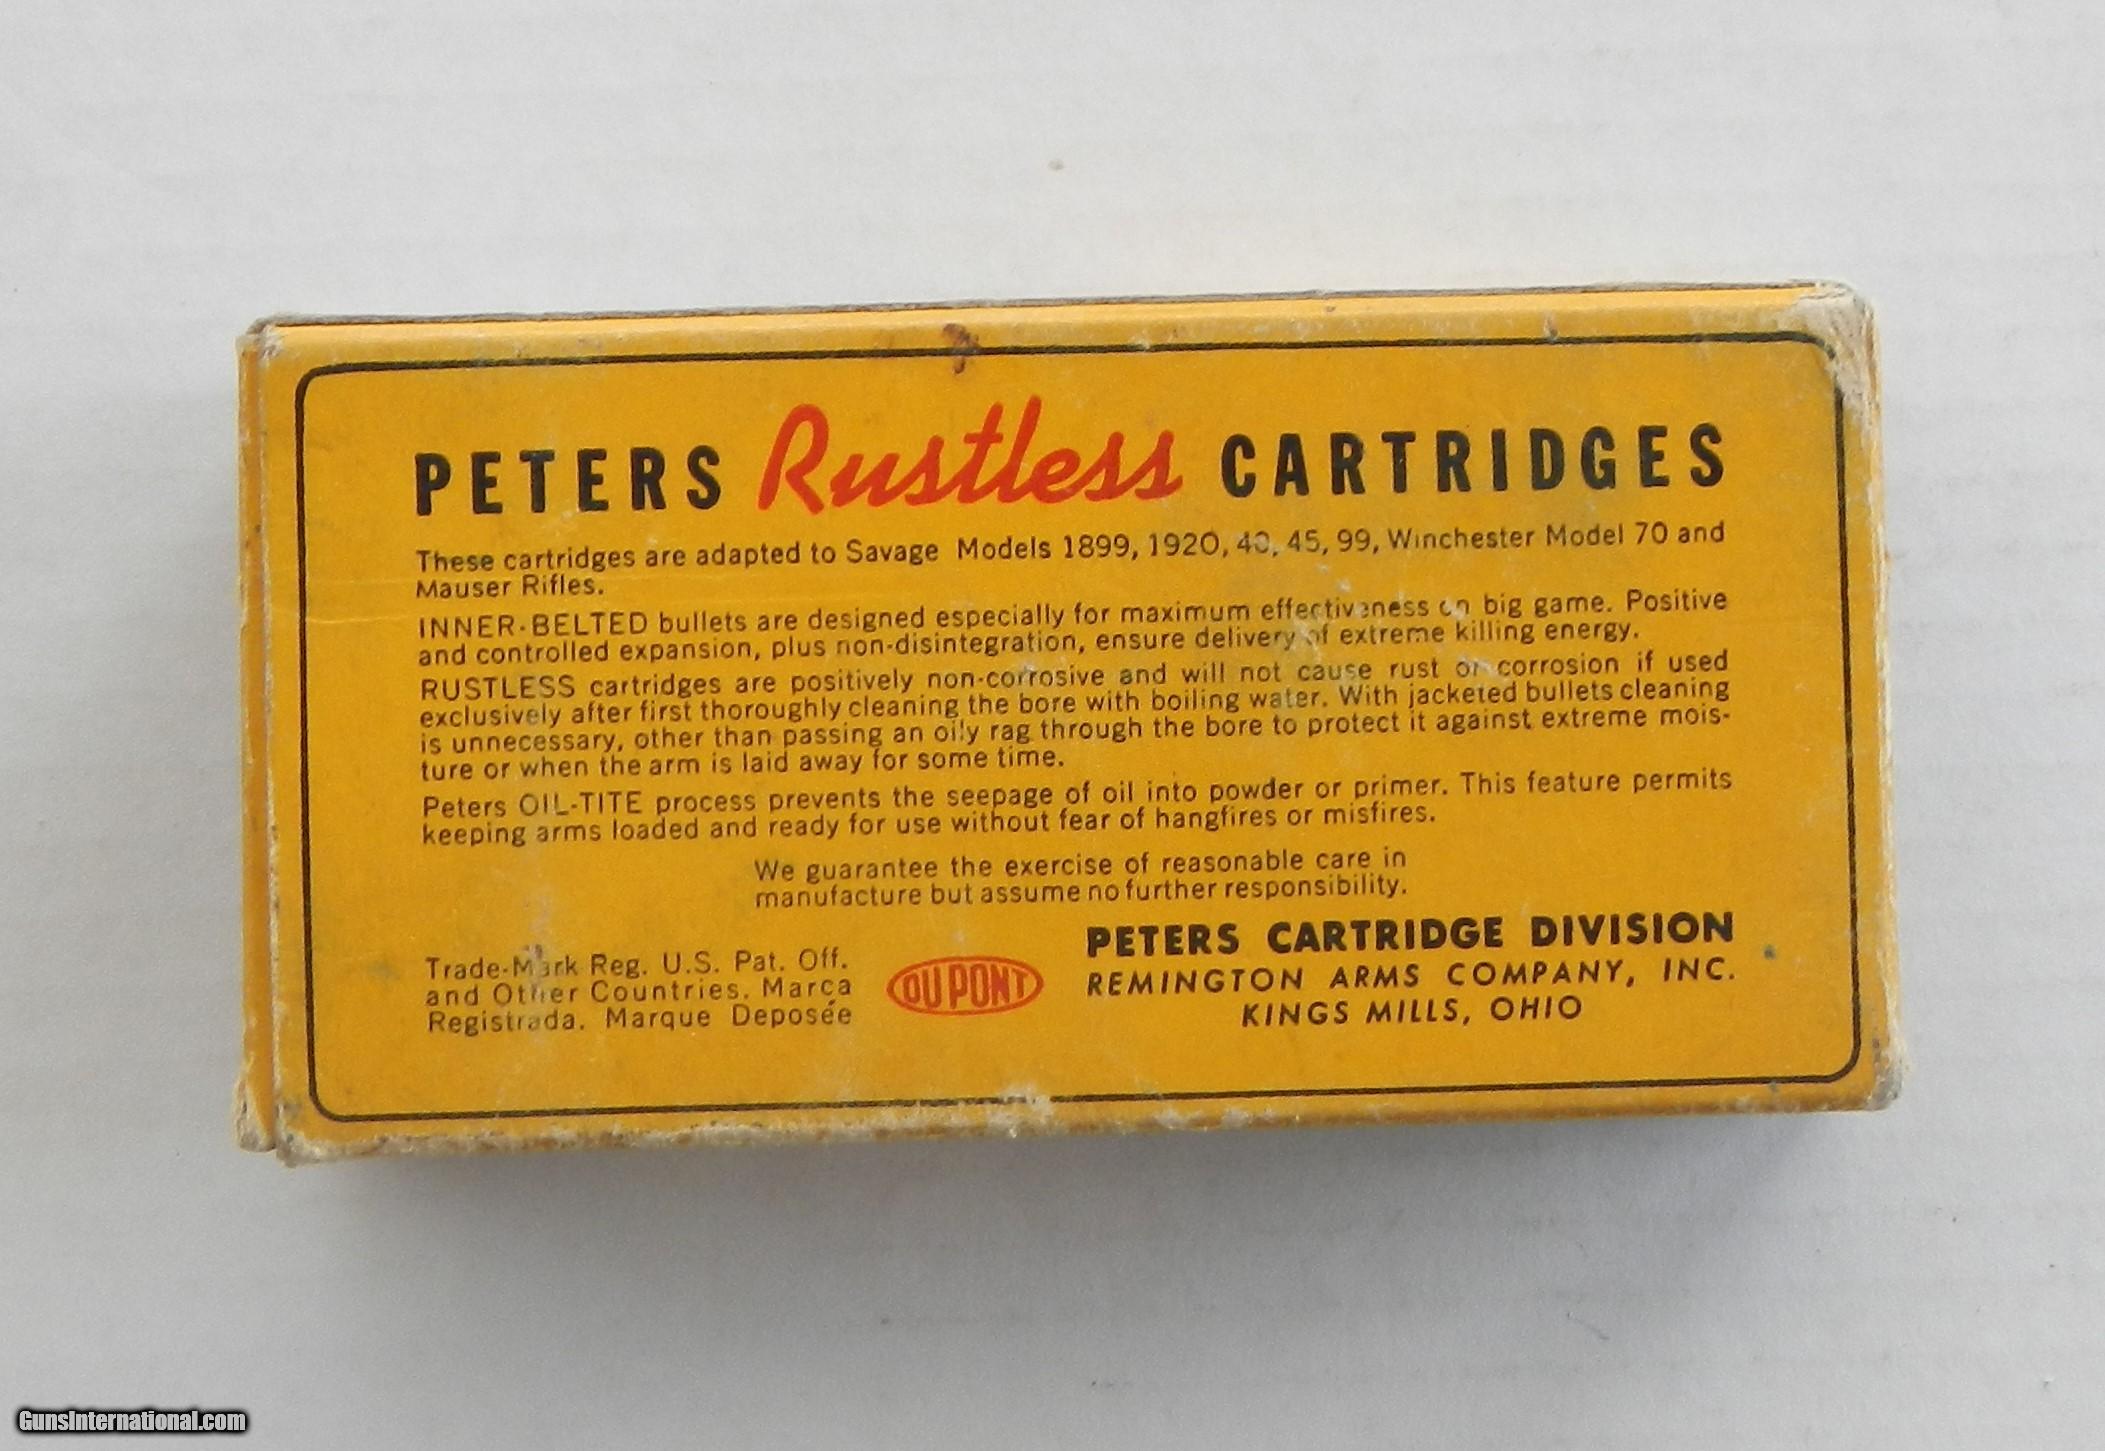 PETERS Rustless CARTRIDGES
These cartridges are adapted to Savage Models 1899, 1920, 40, 45, 99, Winchester Model 70 and
Mauser Rifles.
INNER-BELTED bullets are designed especially for maximum effectiveness on big game. Positive
and controlled expansion, plus non-disintegration, ensure delivery of extreme killing energy.
RUSTLESS cartridges are positively non-corrosive and will not cause rust or corrosion if used
exclusively after first thoroughly cleaning the bore with boiling water. With jacketed bullets cleaning
is unnecessary, other than passing an oily rag through the bore to protect it against extreme mois-
ture or when the arm is laid away for some time.
Peters OIL-TITE process prevents the seepage of oil into powder or primer. This feature permits
keeping arms loaded and ready for use without fear of hangfires or misfires.
We guarantee the exercise of reasonable care in
manufacture but assume no further responsibility.
Trade-Mark Reg. U.S. Pat. Off.
and Other Countries. Marca
Registrada. Marque Deposée
DU PONT
PETERS CARTRIDGE DIVISION
REMINGTON ARMS COMPANY, INC.
KINGS MILLS, OHIO
GunsInternational.com